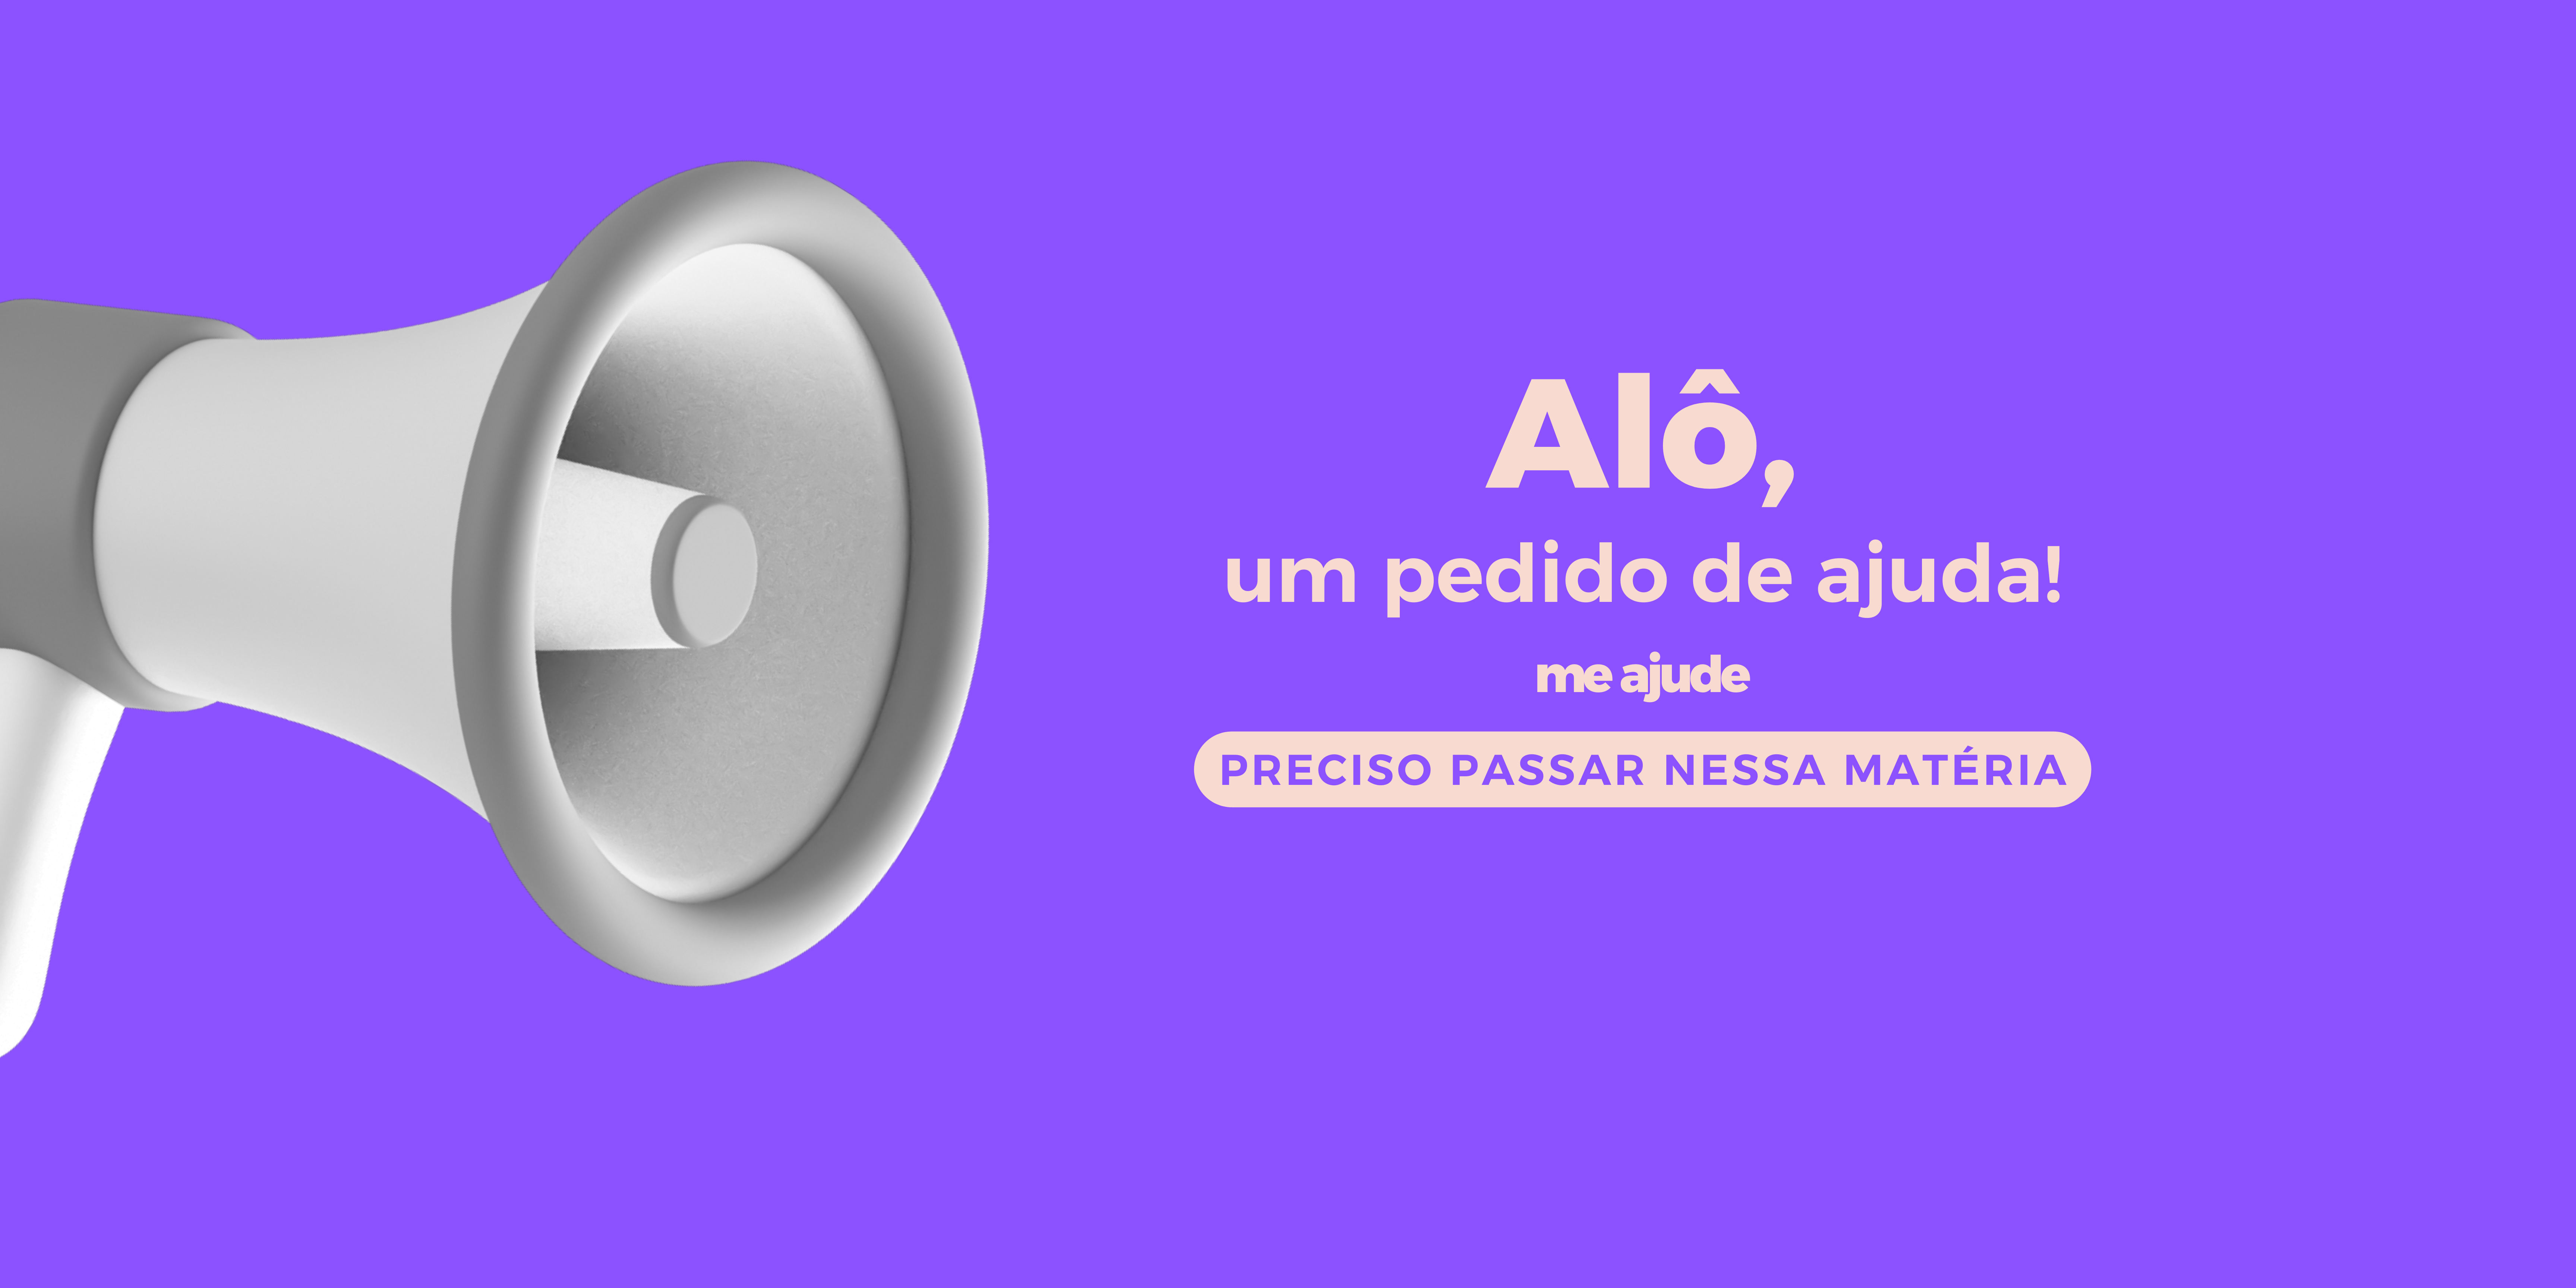 Alô,
um pedido de ajuda!
me ajude
PRECISO PASSAR NESSA MATÉRIA